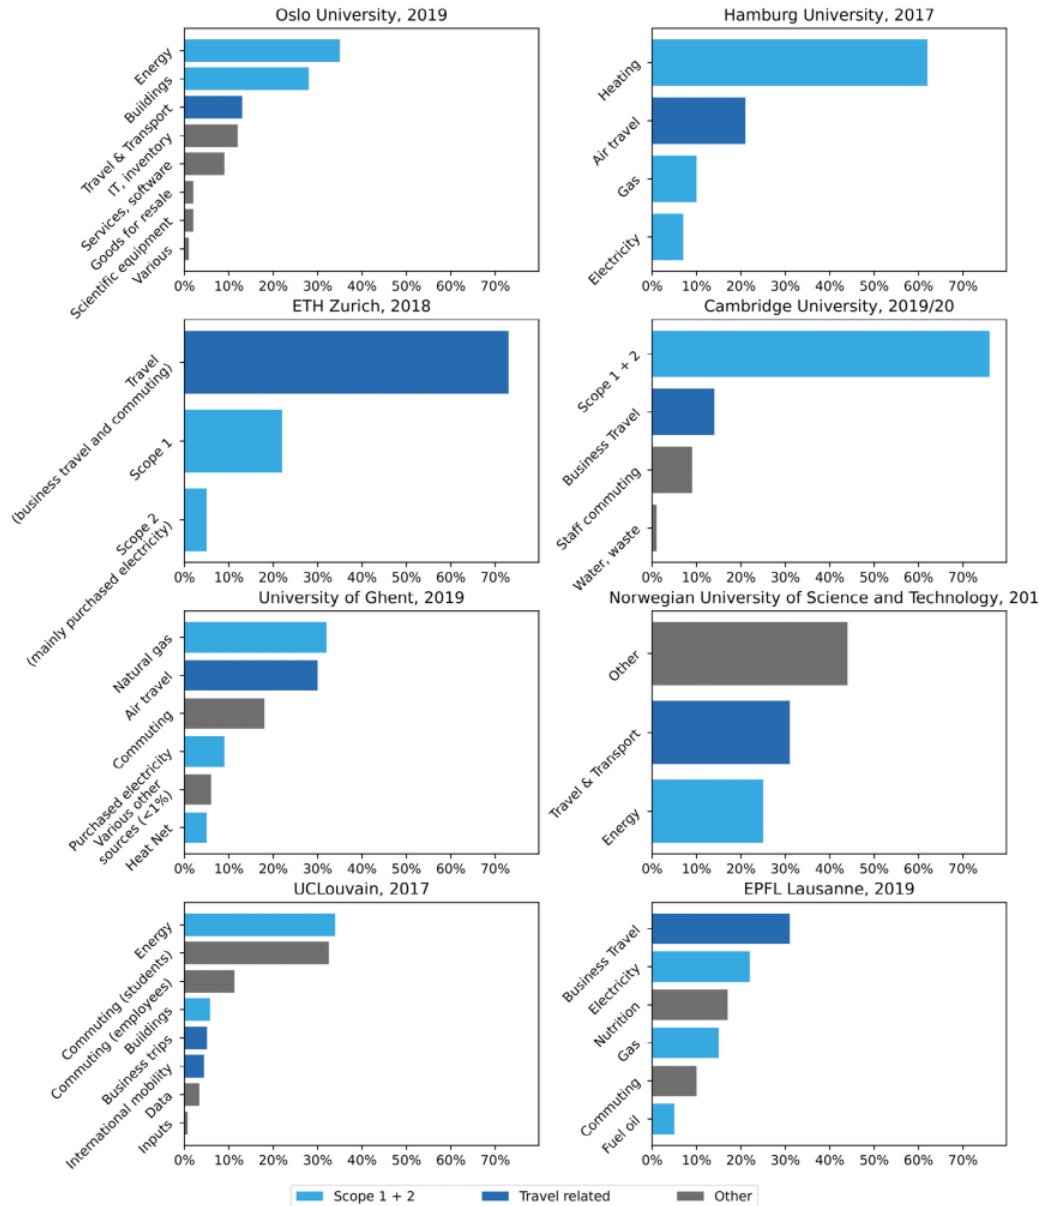 Oslo University, 2019
Energy
Buildings
Travel & Transport
IT, inventory
Services, software
Goods for resale
Scientific equipment
Various
0% 10% 20% 30% 40% 50% 60% 70%
Hamburg University, 2017
Heating
Air travel
Gas
Electricity
0% 10% 20% 30% 40% 50% 60% 70%
ETH Zurich, 2018
Travel
(business travel and commuting)
Scope 1
Scope 2
(mainly purchased electricity)
0% 10% 20% 30% 40% 50% 60% 70%
Cambridge University, 2019/20
Scope 1 + 2
Business Travel
Staff commuting
Water, waste
0% 10% 20% 30% 40% 50% 60% 70%
University of Ghent, 2019
Natural gas
Air travel
Commuting
Purchased electricity
Various other
sources (<1%)
Heat Net
0% 10% 20% 30% 40% 50% 60% 70%
Norwegian University of Science and Technology, 201
Other
Travel & Transport
Energy
0% 10% 20% 30% 40% 50% 60% 70%
UCLouvain, 2017
Energy
Commuting (students)
Commuting (employees)
Buildings
Business trips
International mobility
Data
Inputs
0% 10% 20% 30% 40% 50% 60% 70%
EPFL Lausanne, 2019
Business Travel
Electricity
Nutrition
Gas
Commuting
Fuel oil
0% 10% 20% 30% 40% 50% 60% 70%
Scope 1 + 2 Travel related Other